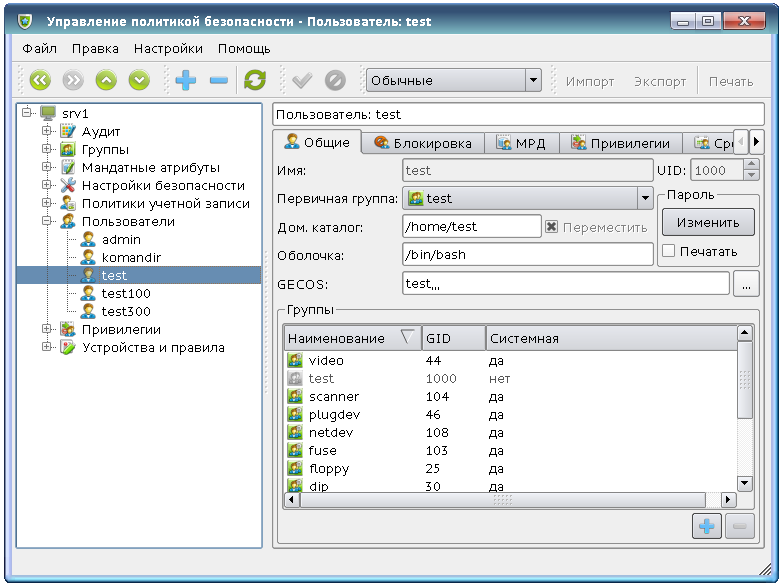 Управление политикой безопасности - Пользователь: test
Файл Правка Настройки Помощь
Обычные Импорт Экспорт Печать
srv1
Аудит
Группы
Мандатные атрибуты
Настройки безопасности
Политики учетной записи
Пользователи
admin
komandir
test
test100
test300
Привилегии
Устройства и правила
Пользователь: test
Общие Блокировка МРД Привилегии Сро
Имя: test UID: 1000
Первичная группа: test
Пароль
Дом. каталог: /home/test Переместить
Изменить
Оболочка: /bin/bash
Печатать
GECOS: test,,, ...
Группы
Наименование GID Системная
video 44 да
test 1000 нет
scanner 104 да
plugdev 46 да
netdev 108 да
fuse 103 да
floppy 25 да
dip 30 да